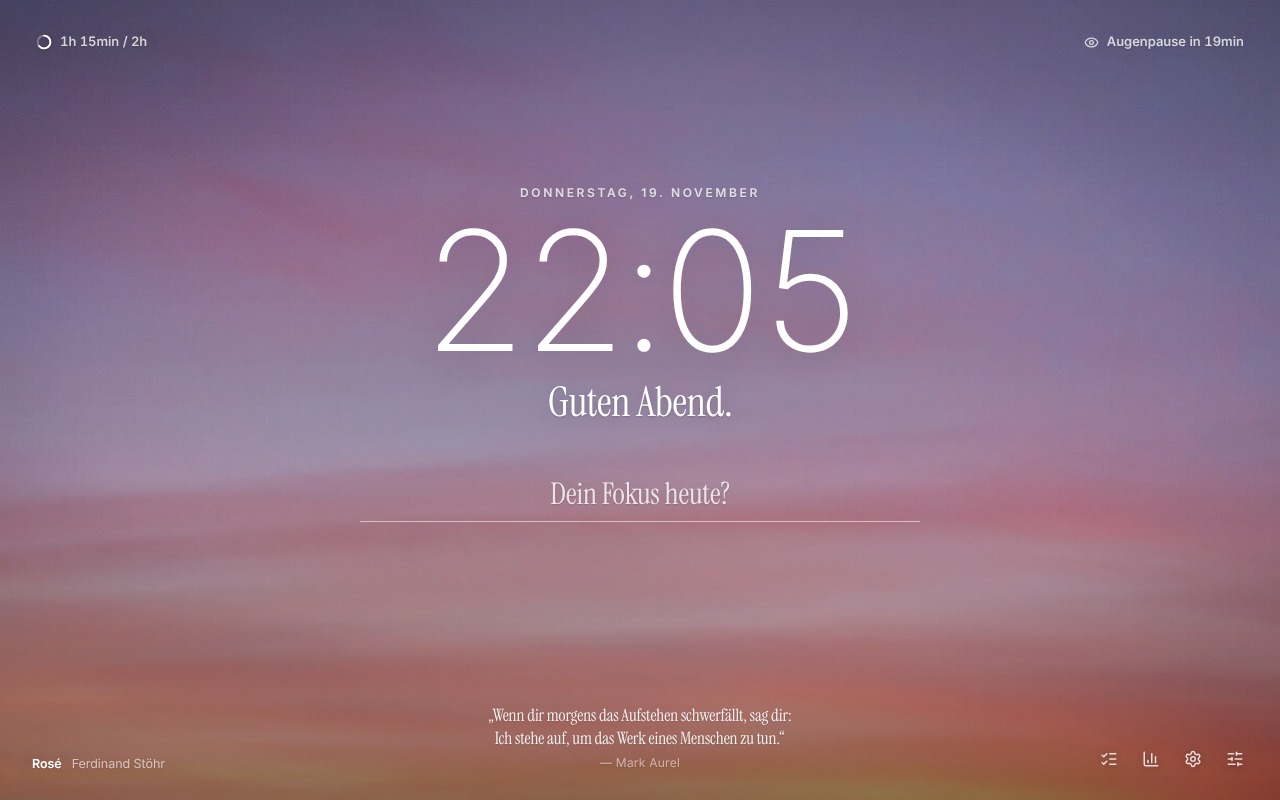 1h 15min / 2h
Augenpause in 19min
DONNERSTAG, 19. NOVEMBER
22:05
Guten Abend.
Dein Fokus heute?
„Wenn dir morgens das Aufstehen schwerfällt, sag dir:
Ich stehe auf, um das Werk eines Menschen zu tun.“
— Mark Aurel
Rosé Ferdinand Stöhr